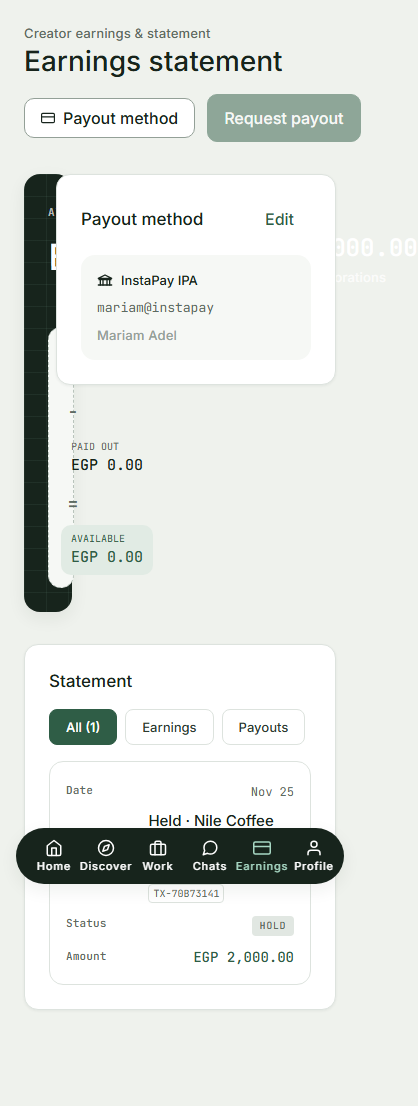 Creator earnings & statement
Earnings statement
Payout method
Request payout
A
Payout method
Edit
000.00
InstaPay IPA
mariam@instapay
Mariam Adel
-
PAID OUT
EGP 0.00
=
AVAILABLE
EGP 0.00
Statement
All (1)
Earnings
Payouts
Date
Nov 25
Held · Nile Coffee
Home
Discover
Work
Chats
Earnings
Profile
TX-70B73141
Status
HOLD
Amount
EGP 2,000.00